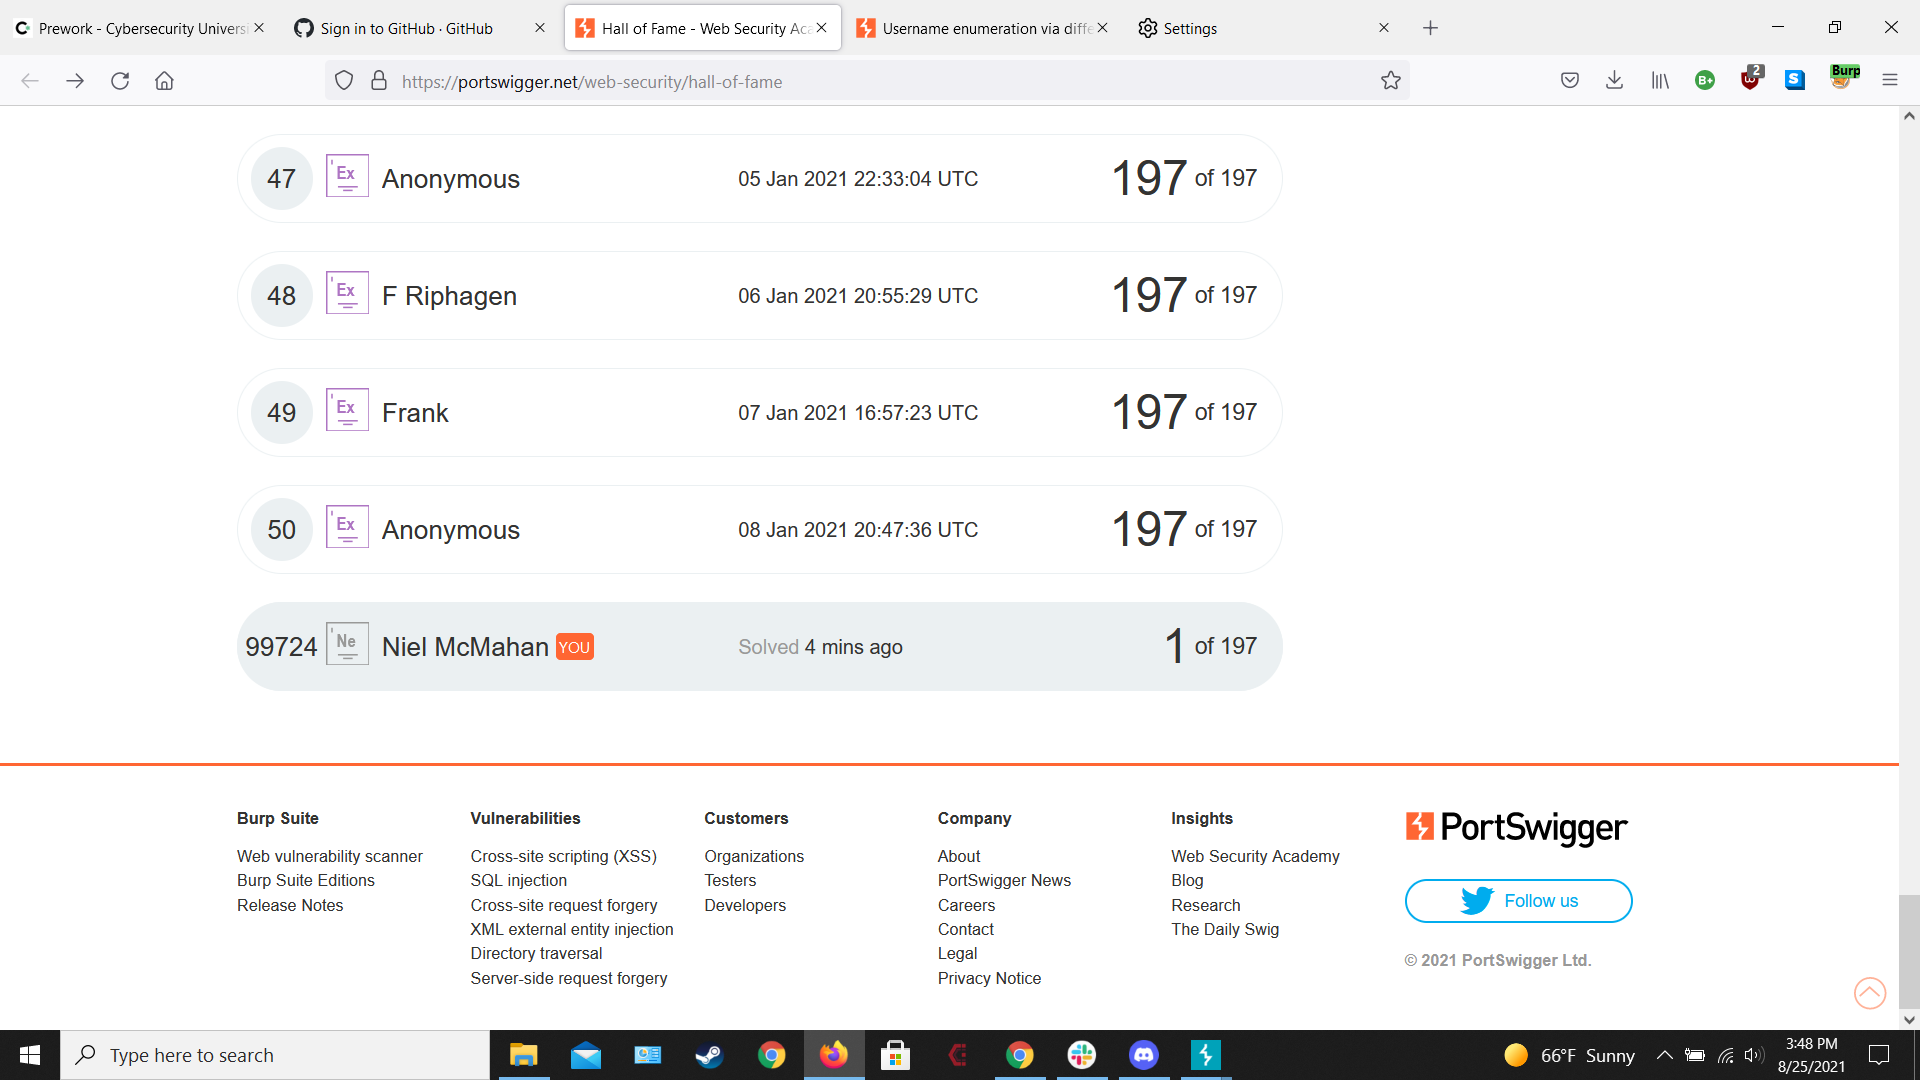 Prework - Cybersecurity Universi
Sign in to GitHub · GitHub
Hall of Fame - Web Security Aca
Username enumeration via diffe
Settings
https://portswigger.net/web-security/hall-of-fame
B+
2
S
Burp
47 Ex Anonymous 05 Jan 2021 22:33:04 UTC 197 of 197
48 Ex F Riphagen 06 Jan 2021 20:55:29 UTC 197 of 197
49 Ex Frank 07 Jan 2021 16:57:23 UTC 197 of 197
50 Ex Anonymous 08 Jan 2021 20:47:36 UTC 197 of 197
99724 Ne Niel McMahan YOU Solved 4 mins ago 1 of 197
Burp Suite
Web vulnerability scanner
Burp Suite Editions
Release Notes
Vulnerabilities
Cross-site scripting (XSS)
SQL injection
Cross-site request forgery
XML external entity injection
Directory traversal
Server-side request forgery
Customers
Organizations
Testers
Developers
Company
About
PortSwigger News
Careers
Contact
Legal
Privacy Notice
Insights
Web Security Academy
Blog
Research
The Daily Swig
PortSwigger
Follow us
© 2021 PortSwigger Ltd.
Type here to search
66°F Sunny
3:48 PM
8/25/2021